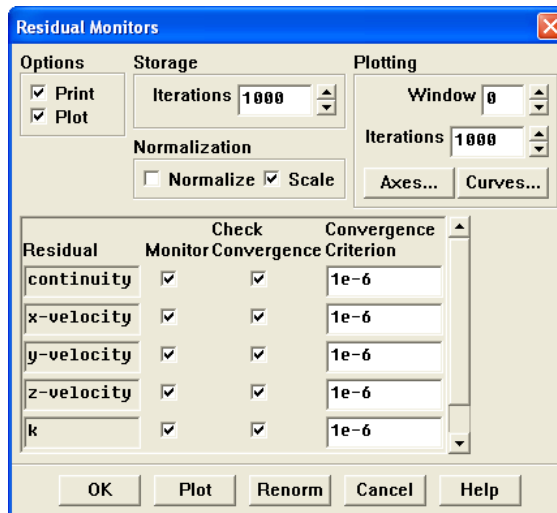 Residual Monitors
Options Storage Plotting
Print
Plot
Iterations 1000
Window 0
Iterations 1000
Normalization
Normalize Scale
Axes... Curves...
Residual Monitor Check Convergence Convergence Criterion
continuity 1e-6
x-velocity 1e-6
y-velocity 1e-6
z-velocity 1e-6
k 1e-6
OK Plot Renorm Cancel Help